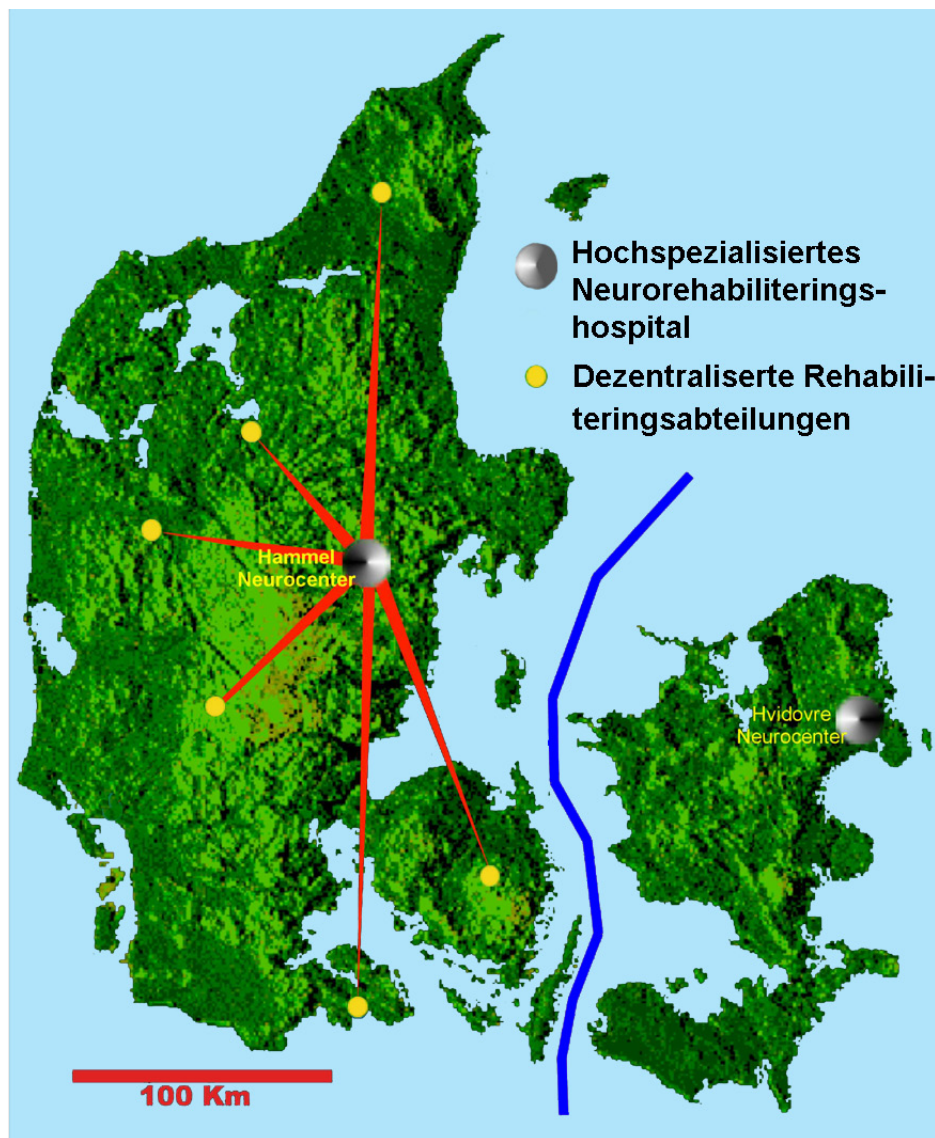 Hochspezialisiertes
Neurorehabiliterings-
hospital
Dezentraliserte Rehabili-
teringsabteilungen
Hammel
Neurocenter
Hvidovre
Neurocenter
100 Km